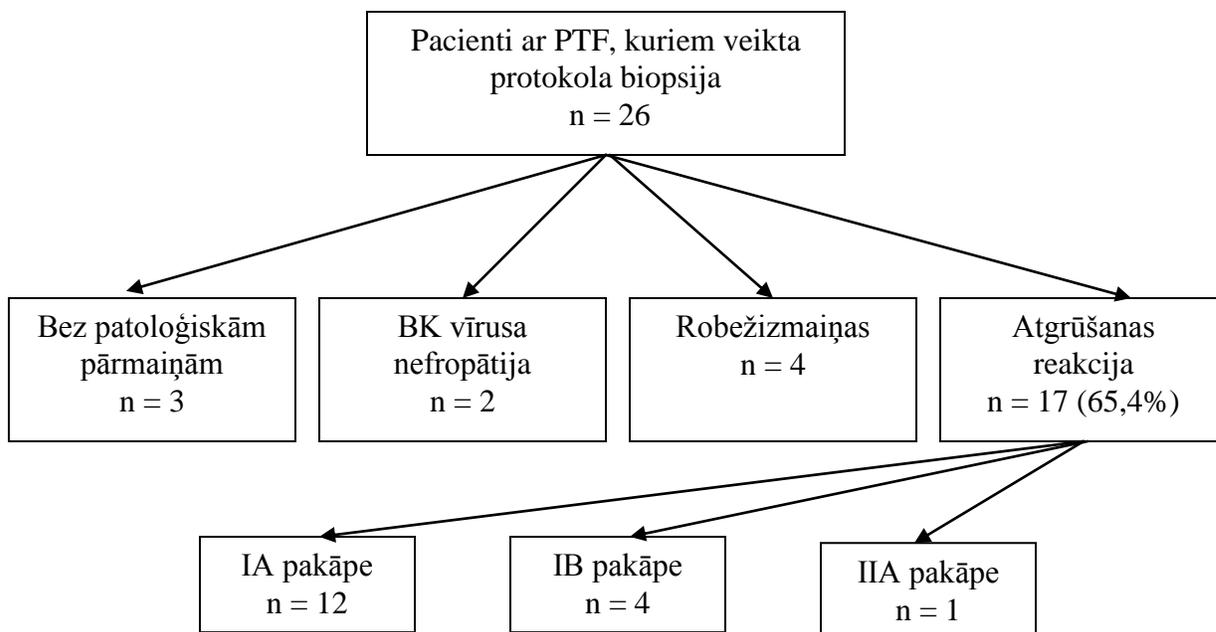 Pacienti ar PTF, kuriem veikta
protokola biopsija
n = 26
Bez patoloģiskām
pārmaiņām
n = 3
BK vīrusa
nefropātija
n = 2
Robežizmaiņas
n = 4
Atgrūšanas
reakcija
n = 17 (65,4%)
IA pakāpe
n = 12
IB pakāpe
n = 4
IIA pakāpe
n = 1